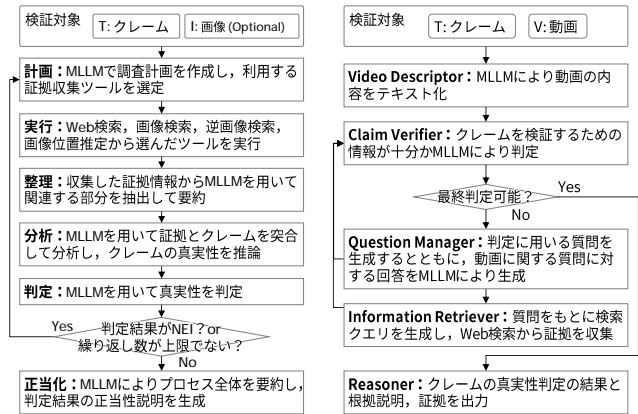 検証対象
T: クレーム
I: 画像 (Optional)
計画：MLLMで調査計画を作成し，利用する
証拠収集ツールを選定
実行：Web検索，画像検索，逆画像検索，
画像位置推定から選んだツールを実行
整理：収集した証拠情報からMLLMを用いて
関連する部分を抽出して要約
分析：MLLMを用いて証拠とクレームを突合
して分析し，クレームの真実性を推論
判定：MLLMを用いて真実性を判定
Yes
判定結果がNEI？or
繰り返し数が上限でない？
No
正当化：MLLMによりプロセス全体を要約し，
判定結果の正当性説明を生成
検証対象
T: クレーム
V: 動画
Video Descriptor：MLLMにより動画の内
容をテキスト化
Claim Verifier：クレームを検証するための
情報が十分かMLLMにより判定
最終判定可能？
Yes
No
Question Manager：判定に用いる質問を
生成するとともに，動画に関する質問に対
する回答をMLLMにより生成
Information Retriever：質問をもとに検索
クエリを生成し，Web検索から証拠を収集
Reasoner：クレームの真実性判定の結果と
根拠説明，証拠を出力